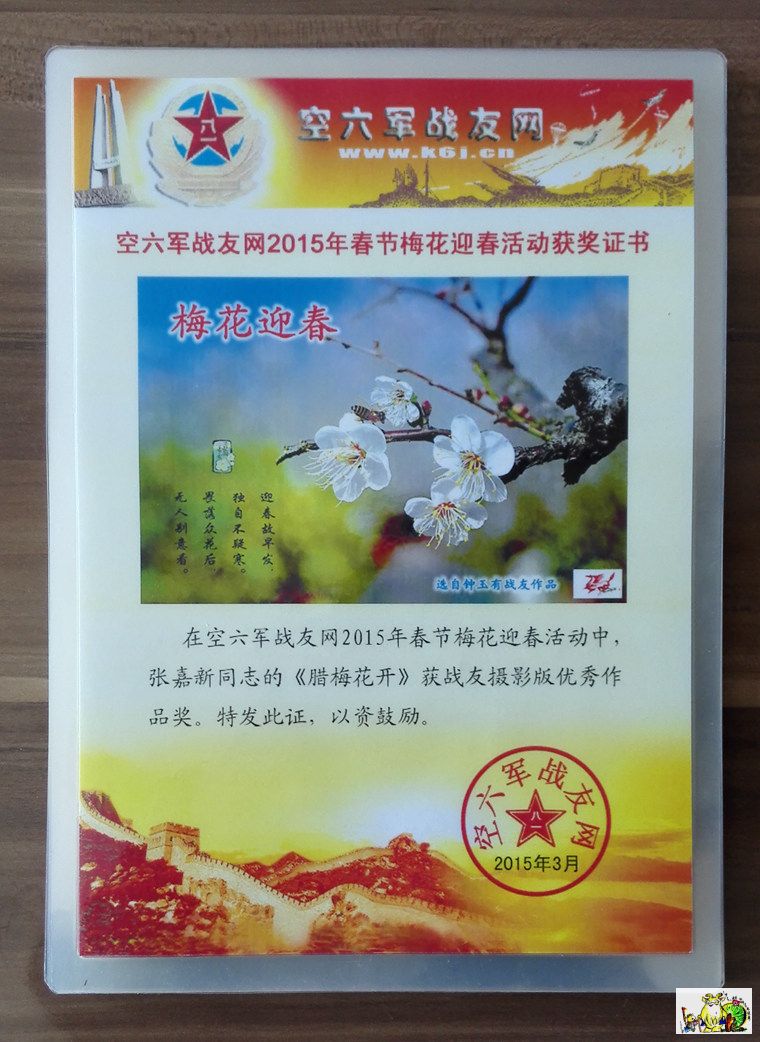 八一
空六军战友网
www.k6j.cn
空六军战友网2015年春节梅花迎春活动获奖证书
梅花迎春
迎春故早发，
独自不疑寒。
畏落众花后，
无人别意看。
选自钟玉有战友作品
在空六军战友网2015年春节梅花迎春活动中，
张嘉新同志的《腊梅花开》获战友摄影版优秀作
品奖。特发此证，以资鼓励。
空六军战友网
八一
2015年3月